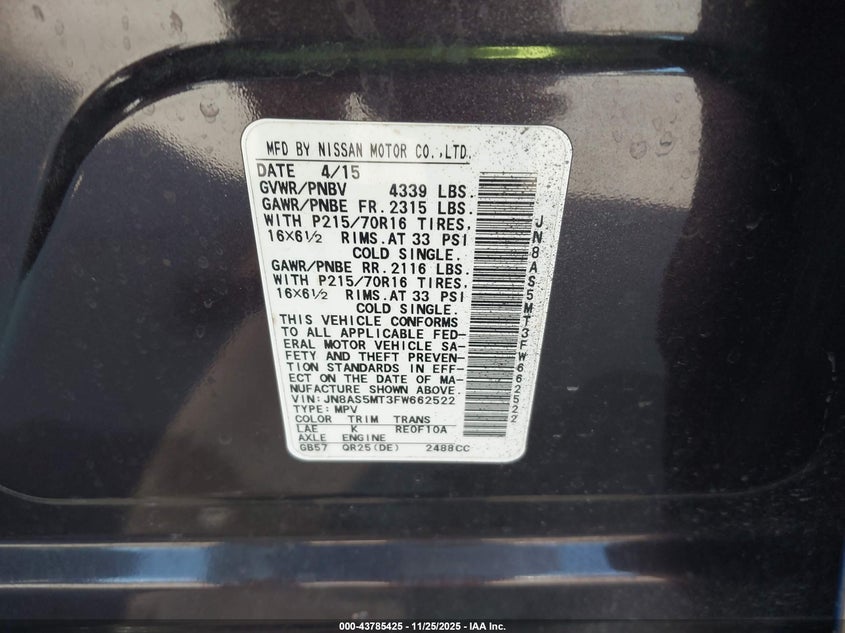 MFD BY NISSAN MOTOR CO.,LTD.
DATE 4/15
GVWR/PNBV 4339 LBS.
GAWR/PNBE FR. 2315 LBS.
WITH P215/70R16 TIRES,
16X6½ RIMS.AT 33 PSI
COLD SINGLE.
GAWR/PNBE RR. 2116 LBS.
WITH P215/70R16 TIRES,
16X6½ RIMS.AT 33 PSI
COLD SINGLE.
THIS VEHICLE CONFORMS
TO ALL APPLICABLE FED-
ERAL MOTOR VEHICLE SA-
FETY AND THEFT PREVEN-
TION STANDARDS IN EFF-
ECT ON THE DATE OF MA-
NUFACTURE SHOWN ABOVE.
VIN:JN8AS5MT3FW662522
TYPE:MPV
COLOR TRIM TRANS
LAE K RE0F10A
AXLE ENGINE
GB57 QR25(DE) 2488CC
JN8AS5MT3FW662522
000-43785425 - 11/25/2025 - IAA Inc.